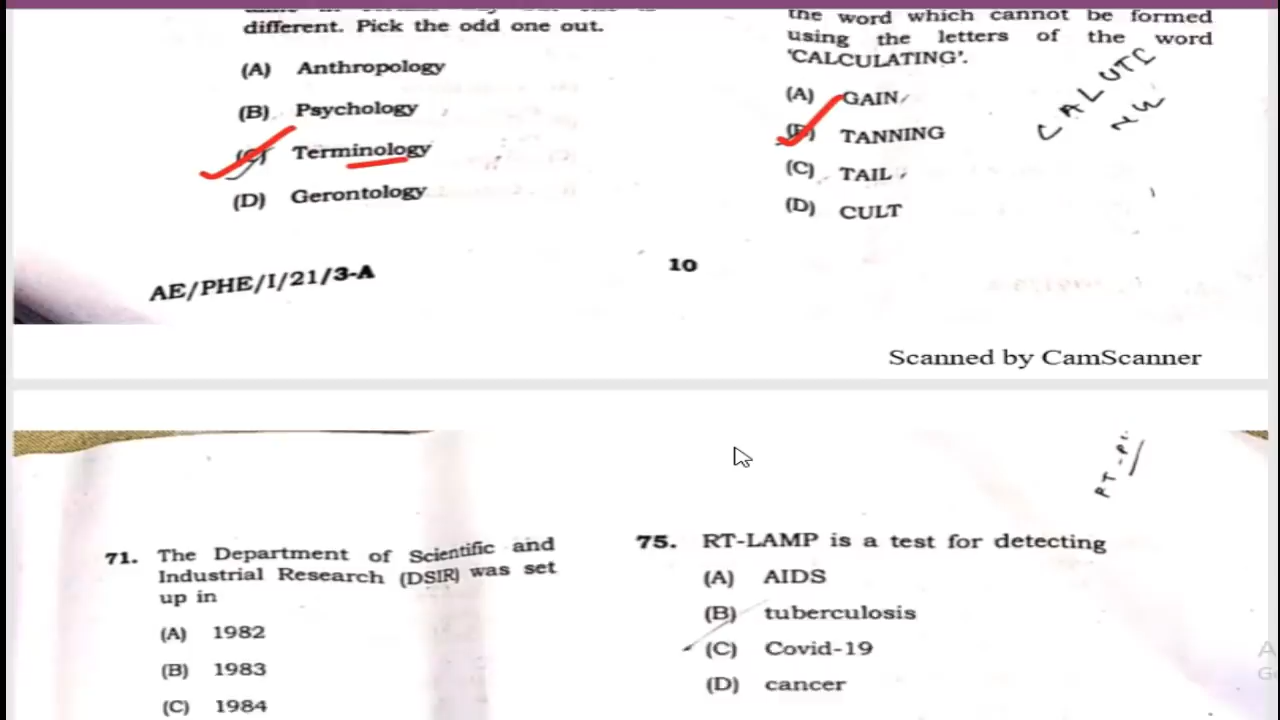 different. Pick the odd one out.
(A) Anthropology
(B) Psychology
(C) Terminology
(D) Gerontology
the word which cannot be formed
using the letters of the word
'CALCULATING'.
(A) GAIN
(B) TANNING
(C) TAIL
(D) CULT
AE/PHE/I/21/3-A
10
Scanned by CamScanner
71. The Department of Scientific and
Industrial Research (DSIR) was set
up in
(A) 1982
(B) 1983
(C) 1984
75. RT-LAMP is a test for detecting
(A) AIDS
(B) tuberculosis
(C) Covid-19
(D) cancer